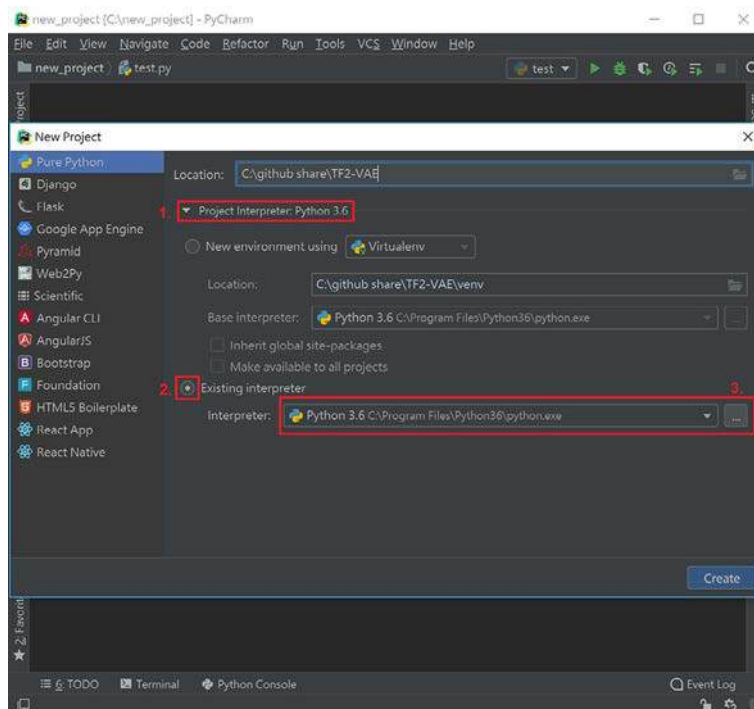 new_project [C:\new_project] - PyCharm
File Edit View Navigate Code Refactor Run Tools VCS Window Help
new_project test.py test
New Project
Pure Python
Django
Flask
Google App Engine
Pyramid
Web2Py
Scientific
Angular CLI
AngularJS
Bootstrap
Foundation
HTML5 Boilerplate
React App
React Native
Location: C:\github share\TF2-VAE
1. Project Interpreter: Python 3.6
New environment using Virtualenv
Location: C:\github share\TF2-VAE\venv
Base interpreter: Python 3.6 C:\Program Files\Python36\python.exe ...
Inherit global site-packages
Make available to all projects
2. Existing interpreter 3.
Interpreter: Python 3.6 C:\Program Files\Python36\python.exe ...
Create
2: Favorit
6: TODO Terminal Python Console Event Log